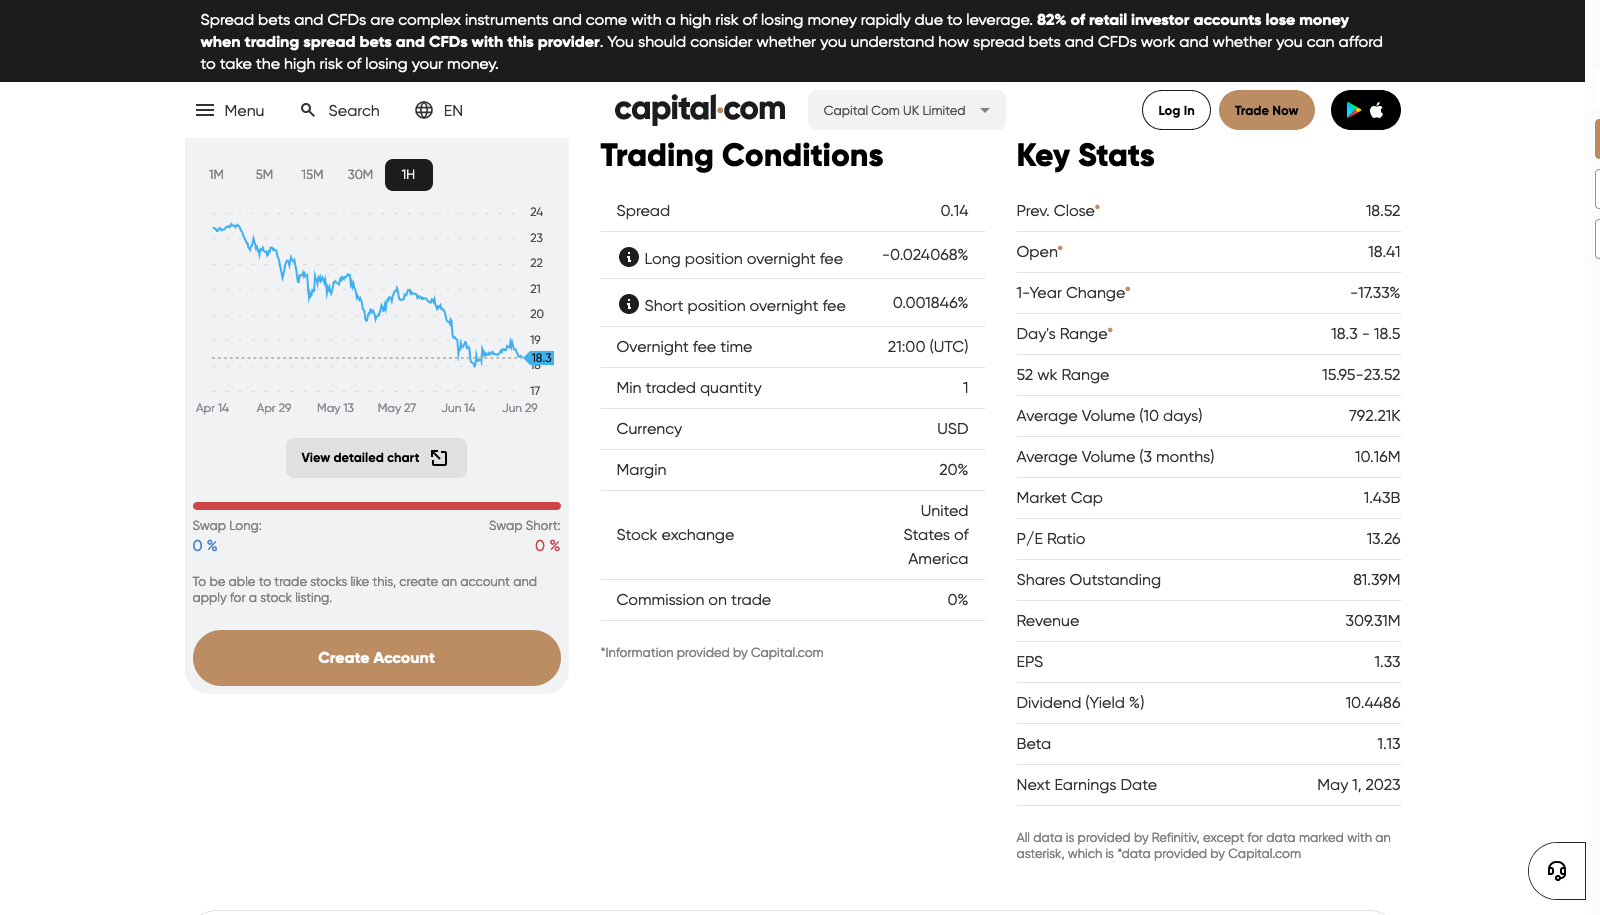 Spread bets and CFDs are complex instruments and come with a high risk of losing money rapidly due to leverage. 82% of retail investor accounts lose money
when trading spread bets and CFDs with this provider. You should consider whether you understand how spread bets and CFDs work and whether you can afford
to take the high risk of losing your money.
Menu
Search
EN
capital.com
Capital Com UK Limited
Log In
Trade Now
1M 5M 15M 30M 1H
24
23
22
21
20
19
18.3
18
17
Apr 14 Apr 29 May 13 May 27 Jun 14 Jun 29
View detailed chart
Swap Long: Swap Short:
0 % 0 %
To be able to trade stocks like this, create an account and
apply for a stock listing.
Create Account
Trading Conditions
Spread 0.14
Long position overnight fee -0.024068%
Short position overnight fee 0.001846%
Overnight fee time 21:00 (UTC)
Min traded quantity 1
Currency USD
Margin 20%
Stock exchange United
States of
America
Commission on trade 0%
*Information provided by Capital.com
Key Stats
Prev. Close* 18.52
Open* 18.41
1-Year Change* -17.33%
Day's Range* 18.3 - 18.5
52 wk Range 15.95-23.52
Average Volume (10 days) 792.21K
Average Volume (3 months) 10.16M
Market Cap 1.43B
P/E Ratio 13.26
Shares Outstanding 81.39M
Revenue 309.31M
EPS 1.33
Dividend (Yield %) 10.4486
Beta 1.13
Next Earnings Date May 1, 2023
All data is provided by Refinitiv, except for data marked with an
asterisk, which is *data provided by Capital.com